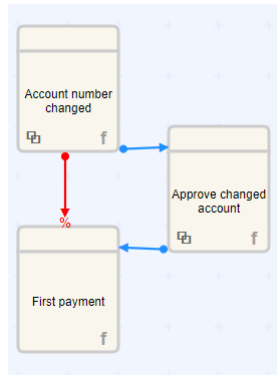 Account number
changed
f
Approve changed
account
f
%
First payment
f